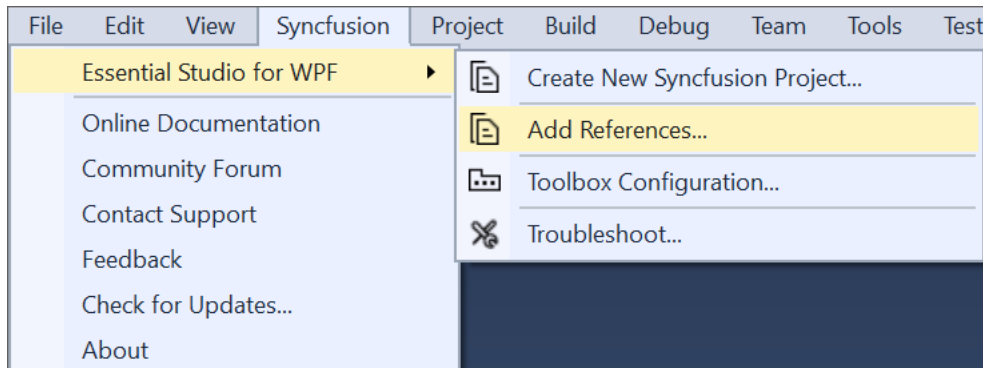 File Edit View Syncfusion Project Build Debug Team Tools Test
Essential Studio for WPF
Online Documentation
Community Forum
Contact Support
Feedback
Check for Updates...
About
Create New Syncfusion Project...
Add References...
Toolbox Configuration...
Troubleshoot...